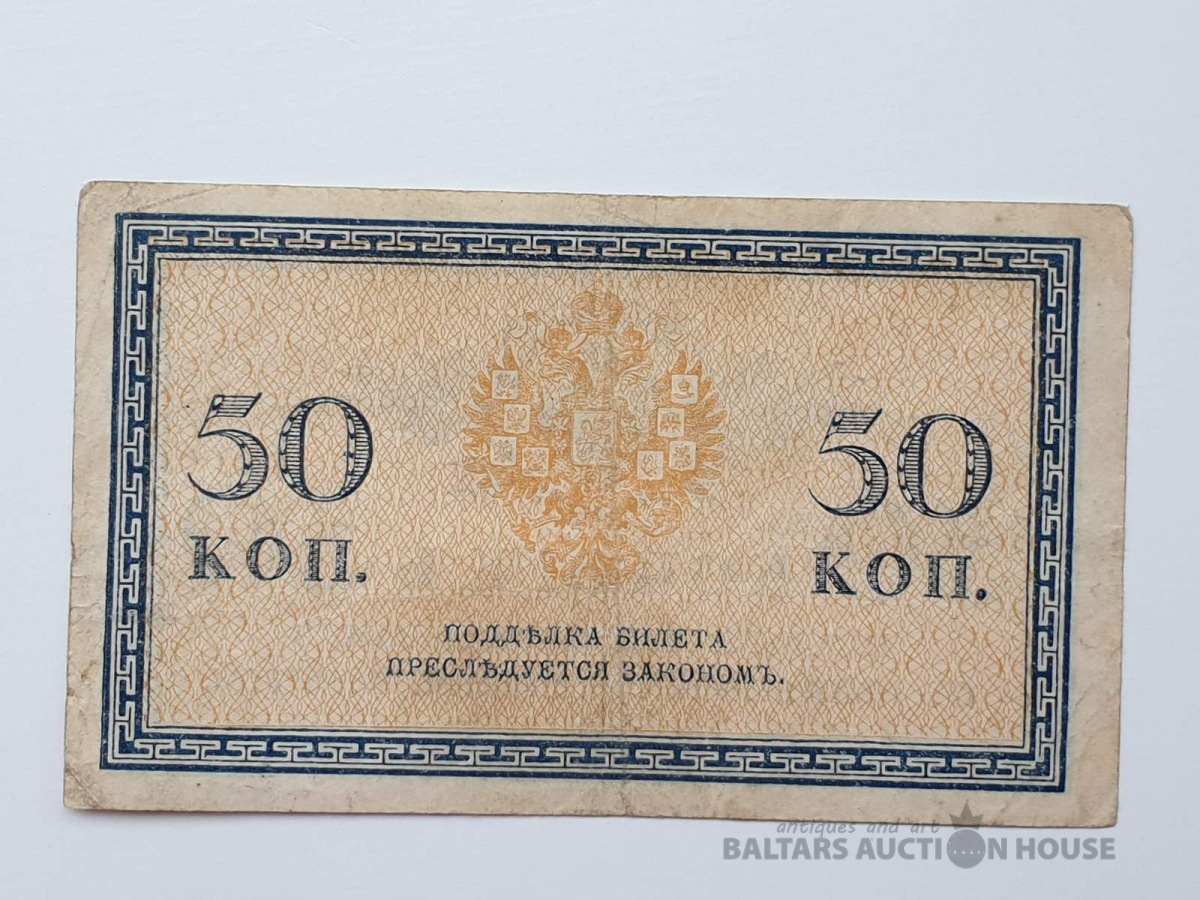 50
КОП.
50
КОП.
ПОДДѢЛКА БИЛЕТА
ПРЕСЛѢДУЕТСЯ ЗАКОНОМЪ.
antiques and art
BALTARS AUCTION HOUSE